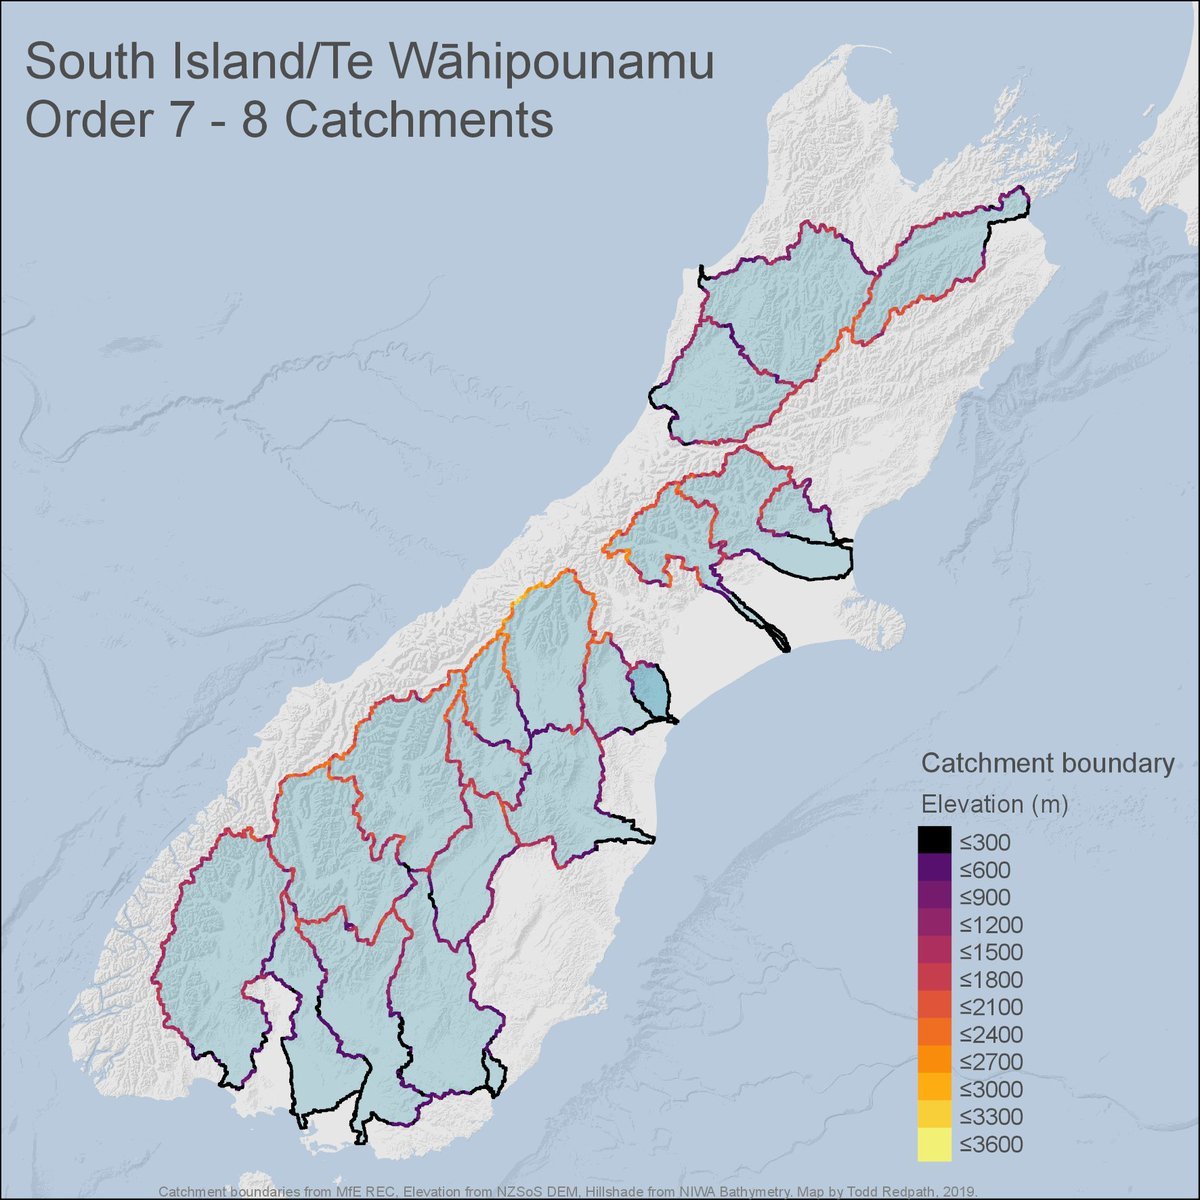 South Island/Te Wāhipounamu
Order 7 - 8 Catchments
Catchment boundary
Elevation (m)
≤300
≤600
≤900
≤1200
≤1500
≤1800
≤2100
≤2400
≤2700
≤3000
≤3300
≤3600
Catchment boundaries from MfE REC, Elevation from NZSoS DEM, Hillshade from NIWA Bathymetry. Map by Todd Redpath, 2019.